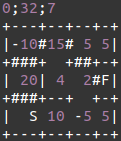 0;32;7
+---+---+---+---+
|-10#15# 5 5|
+###+   +##+--+
| 20| 4   2#F|
+###+---+   +--+
|  S 10 -5 5|
+---+---+---+---+